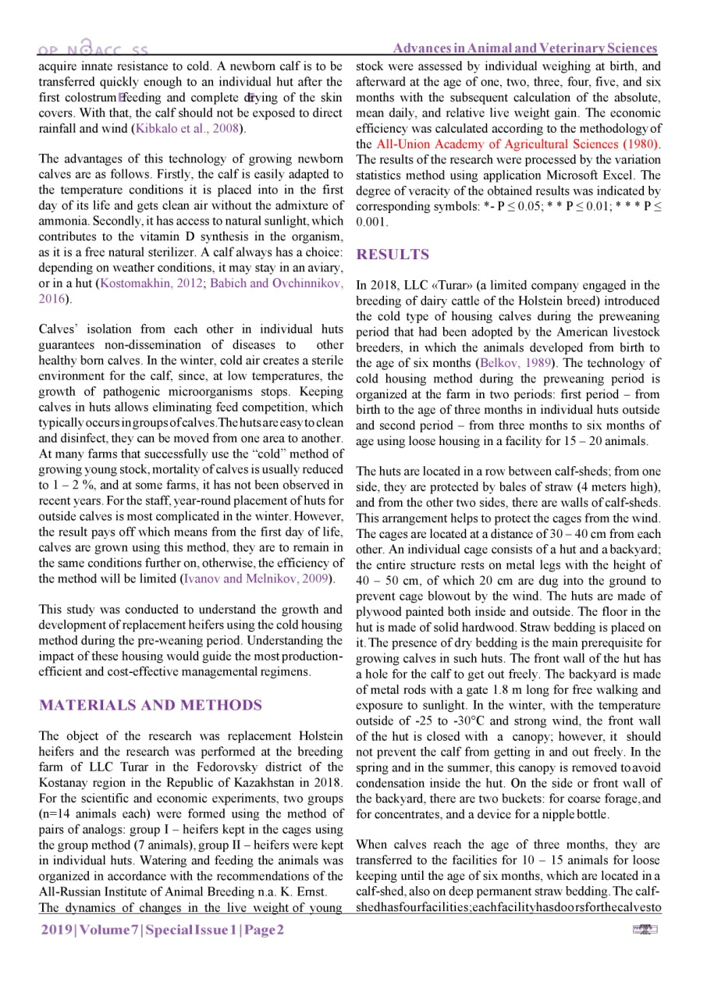 OP N ACC SS
Advances in Animal and Veterinary Sciences
acquire innate resistance to cold. A newborn calf is to be
transferred quickly enough to an individual hut after the
first colostrum feeding and complete drying of the skin
covers. With that, the calf should not be exposed to direct
rainfall and wind (Kibkalo et al., 2008).
The advantages of this technology of growing newborn
calves are as follows. Firstly, the calf is easily adapted to
the temperature conditions it is placed into in the first
day of its life and gets clean air without the admixture of
ammonia. Secondly, it has access to natural sunlight, which
contributes to the vitamin D synthesis in the organism,
as it is a free natural sterilizer. A calf always has a choice:
depending on weather conditions, it may stay in an aviary,
or in a hut (Kostomakhin, 2012; Babich and Ovchinnikov,
2016).
Calves' isolation from each other in individual huts
guarantees non-dissemination of diseases to other
healthy born calves. In the winter, cold air creates a sterile
environment for the calf, since, at low temperatures, the
growth of pathogenic microorganisms stops. Keeping
calves in huts allows eliminating feed competition, which
typically occurs in groups of calves. The huts are easy to clean
and disinfect, they can be moved from one area to another.
At many farms that successfully use the “cold” method of
growing young stock, mortality of calves is usually reduced
to 1 – 2 %, and at some farms, it has not been observed in
recent years. For the staff, year-round placement of huts for
outside calves is most complicated in the winter. However,
the result pays off which means from the first day of life,
calves are grown using this method, they are to remain in
the same conditions further on, otherwise, the efficiency of
the method will be limited (Ivanov and Melnikov, 2009).
This study was conducted to understand the growth and
development of replacement heifers using the cold housing
method during the pre-weaning period. Understanding the
impact of these housing would guide the most production-
efficient and cost-effective managemental regimens.
MATERIALS AND METHODS
The object of the research was replacement Holstein
heifers and the research was performed at the breeding
farm of LLC Turar in the Fedorovsky district of the
Kostanay region in the Republic of Kazakhstan in 2018.
For the scientific and economic experiments, two groups
(n=14 animals each) were formed using the method of
pairs of analogs: group I – heifers kept in the cages using
the group method (7 animals), group II – heifers were kept
in individual huts. Watering and feeding the animals was
organized in accordance with the recommendations of the
All-Russian Institute of Animal Breeding n.a. K. Ernst.
The dynamics of changes in the live weight of young
stock were assessed by individual weighing at birth, and
afterward at the age of one, two, three, four, five, and six
months with the subsequent calculation of the absolute,
mean daily, and relative live weight gain. The economic
efficiency was calculated according to the methodology of
the All-Union Academy of Agricultural Sciences (1980).
The results of the research were processed by the variation
statistics method using application Microsoft Excel. The
degree of veracity of the obtained results was indicated by
corresponding symbols: *- P ≤ 0.05; * * P ≤ 0.01; * * * P ≤
0.001.
RESULTS
In 2018, LLC «Turar» (a limited company engaged in the
breeding of dairy cattle of the Holstein breed) introduced
the cold type of housing calves during the preweaning
period that had been adopted by the American livestock
breeders, in which the animals developed from birth to
the age of six months (Belkov, 1989). The technology of
cold housing method during the preweaning period is
organized at the farm in two periods: first period – from
birth to the age of three months in individual huts outside
and second period – from three months to six months of
age using loose housing in a facility for 15 – 20 animals.
The huts are located in a row between calf-sheds; from one
side, they are protected by bales of straw (4 meters high),
and from the other two sides, there are walls of calf-sheds.
This arrangement helps to protect the cages from the wind.
The cages are located at a distance of 30 – 40 cm from each
other. An individual cage consists of a hut and a backyard;
the entire structure rests on metal legs with the height of
40 – 50 cm, of which 20 cm are dug into the ground to
prevent cage blowout by the wind. The huts are made of
plywood painted both inside and outside. The floor in the
hut is made of solid hardwood. Straw bedding is placed on
it. The presence of dry bedding is the main prerequisite for
growing calves in such huts. The front wall of the hut has
a hole for the calf to get out freely. The backyard is made
of metal rods with a gate 1.8 m long for free walking and
exposure to sunlight. In the winter, with the temperature
outside of -25 to -30°C and strong wind, the front wall
of the hut is closed with a canopy; however, it should
not prevent the calf from getting in and out freely. In the
spring and in the summer, this canopy is removed to avoid
condensation inside the hut. On the side or front wall of
the backyard, there are two buckets: for coarse forage, and
for concentrates, and a device for a nipple bottle.
When calves reach the age of three months, they are
transferred to the facilities for 10 – 15 animals for loose
keeping until the age of six months, which are located in a
calf-shed, also on deep permanent straw bedding. The calf-
shed has four facilities; each facility has doors for the calves to
2019 | Volume 7 | Special Issue 1 | Page 2